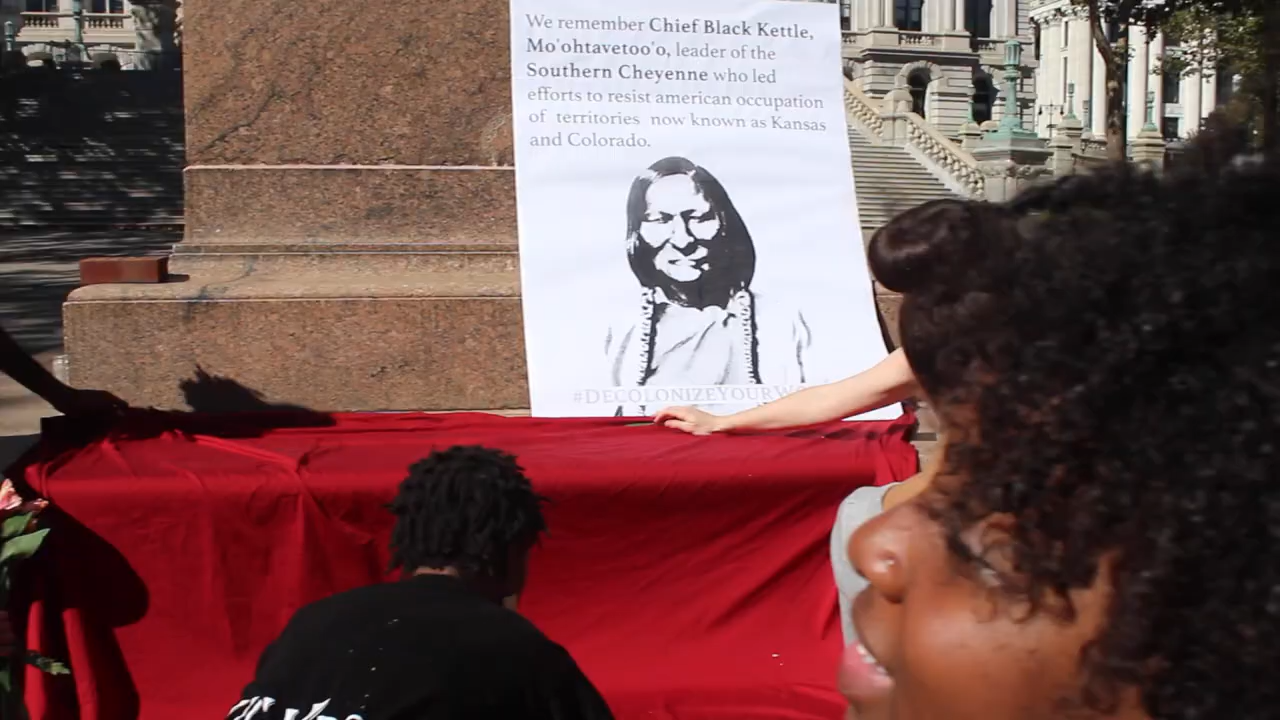 We remember Chief Black Kettle,
Mo'ohtavetoo'o, leader of the
Southern Cheyenne who led
efforts to resist american occupation
of territories now known as Kansas
and Colorado.
#DECOLONIZEYOUR